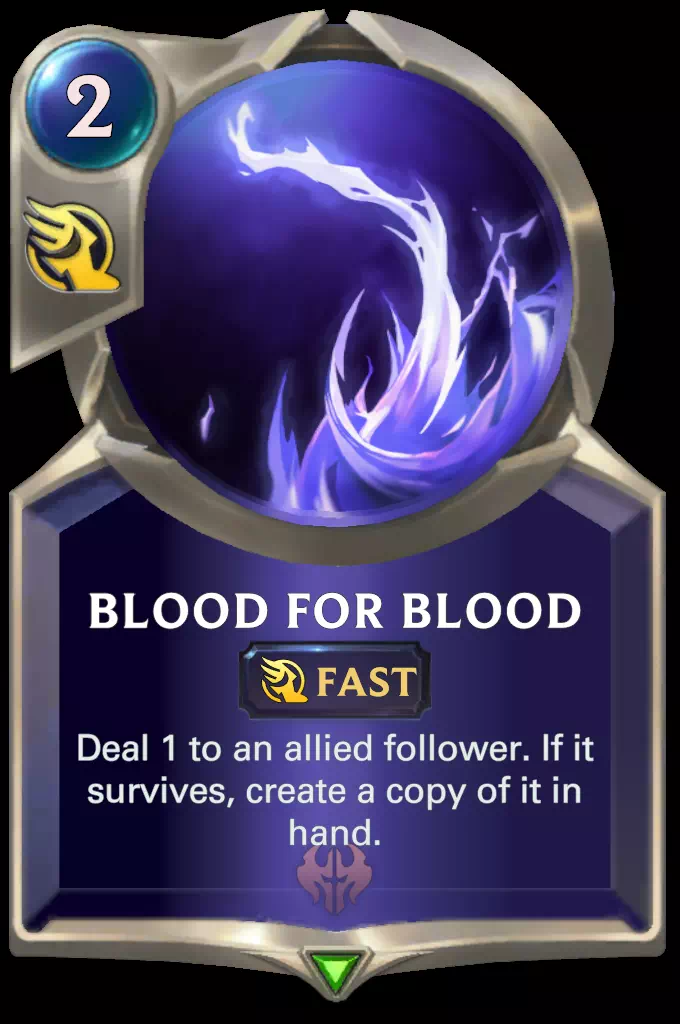 2
BLOOD FOR BLOOD
FAST
Deal 1 to an allied follower. If it
survives, create a copy of it in
hand.